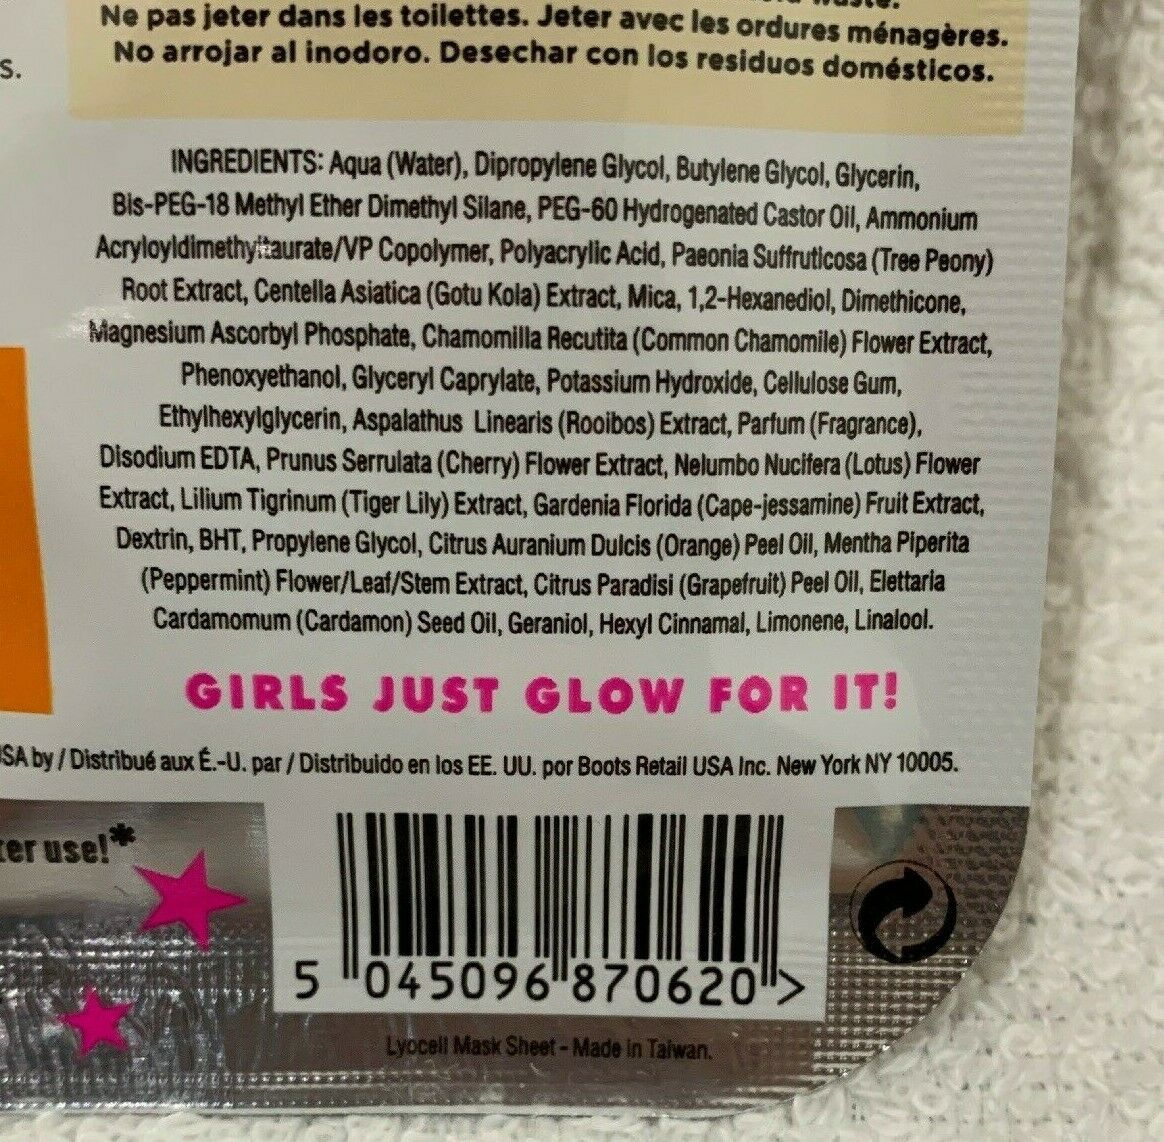 Ne pas jeter dans les toilettes. Jeter avec les ordures ménagères.
No arrojar al inodoro. Desechar con los residuos domésticos.
INGREDIENTS: Aqua (Water), Dipropylene Glycol, Butylene Glycol, Glycerin,
Bis-PEG-18 Methyl Ether Dimethyl Silane, PEG-60 Hydrogenated Castor Oil, Ammonium
Acryloyldimethyltaurate/VP Copolymer, Polyacrylic Acid, Paeonia Suffruticosa (Tree Peony)
Root Extract, Centella Asiatica (Gotu Kola) Extract, Mica, 1,2-Hexanediol, Dimethicone,
Magnesium Ascorbyl Phosphate, Chamomilla Recutita (Common Chamomile) Flower Extract,
Phenoxyethanol, Glyceryl Caprylate, Potassium Hydroxide, Cellulose Gum,
Ethylhexylglycerin, Aspalathus Linearis (Rooibos) Extract, Parfum (Fragrance),
Disodium EDTA, Prunus Serrulata (Cherry) Flower Extract, Nelumbo Nucifera (Lotus) Flower
Extract, Lilium Tigrinum (Tiger Lily) Extract, Gardenia Florida (Cape-jessamine) Fruit Extract,
Dextrin, BHT, Propylene Glycol, Citrus Auranium Dulcis (Orange) Peel Oil, Mentha Piperita
(Peppermint) Flower/Leaf/Stem Extract, Citrus Paradisi (Grapefruit) Peel Oil, Elettaria
Cardamomum (Cardamon) Seed Oil, Geraniol, Hexyl Cinnamal, Limonene, Linalool.
GIRLS JUST GLOW FOR IT!
by / Distribué aux É.-U. par / Distribuido en los EE. UU. por Boots Retail USA Inc. New York NY 10005.
use!*
5 045096 870620 >
Lyocell Mask Sheet - Made in Taiwan.